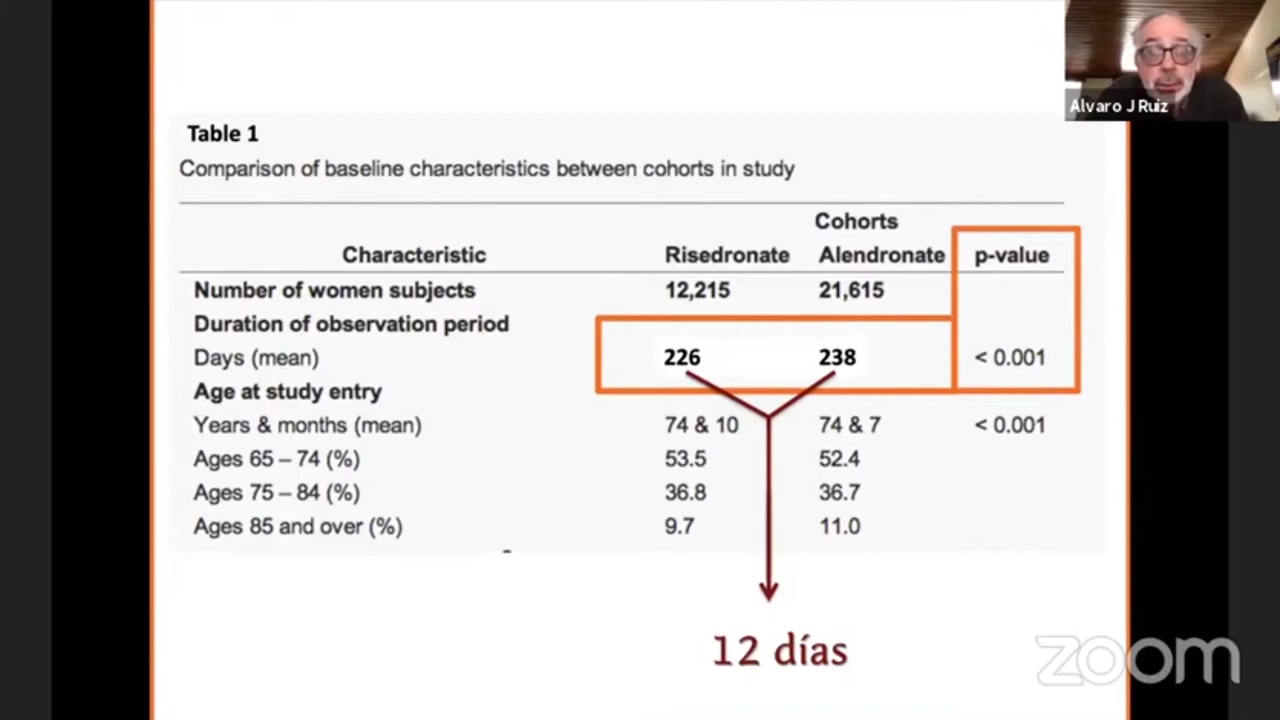 Alvaro J Ruiz
Table 1
Comparison of baseline characteristics between cohorts in study
Cohorts
Characteristic Risedronate Alendronate p-value
Number of women subjects 12,215 21,615
Duration of observation period
Days (mean) 226 238 < 0.001
Age at study entry
Years & months (mean) 74 & 10 74 & 7 < 0.001
Ages 65 – 74 (%) 53.5 52.4
Ages 75 – 84 (%) 36.8 36.7
Ages 85 and over (%) 9.7 11.0
12 días
zoom